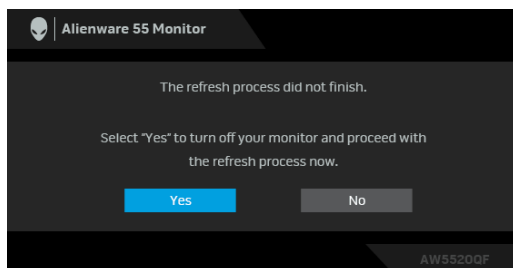 Alienware 55 Monitor
The refresh process did not finish.
Select "Yes" to turn off your monitor and proceed with
the refresh process now.
Yes
No
AW5520QF